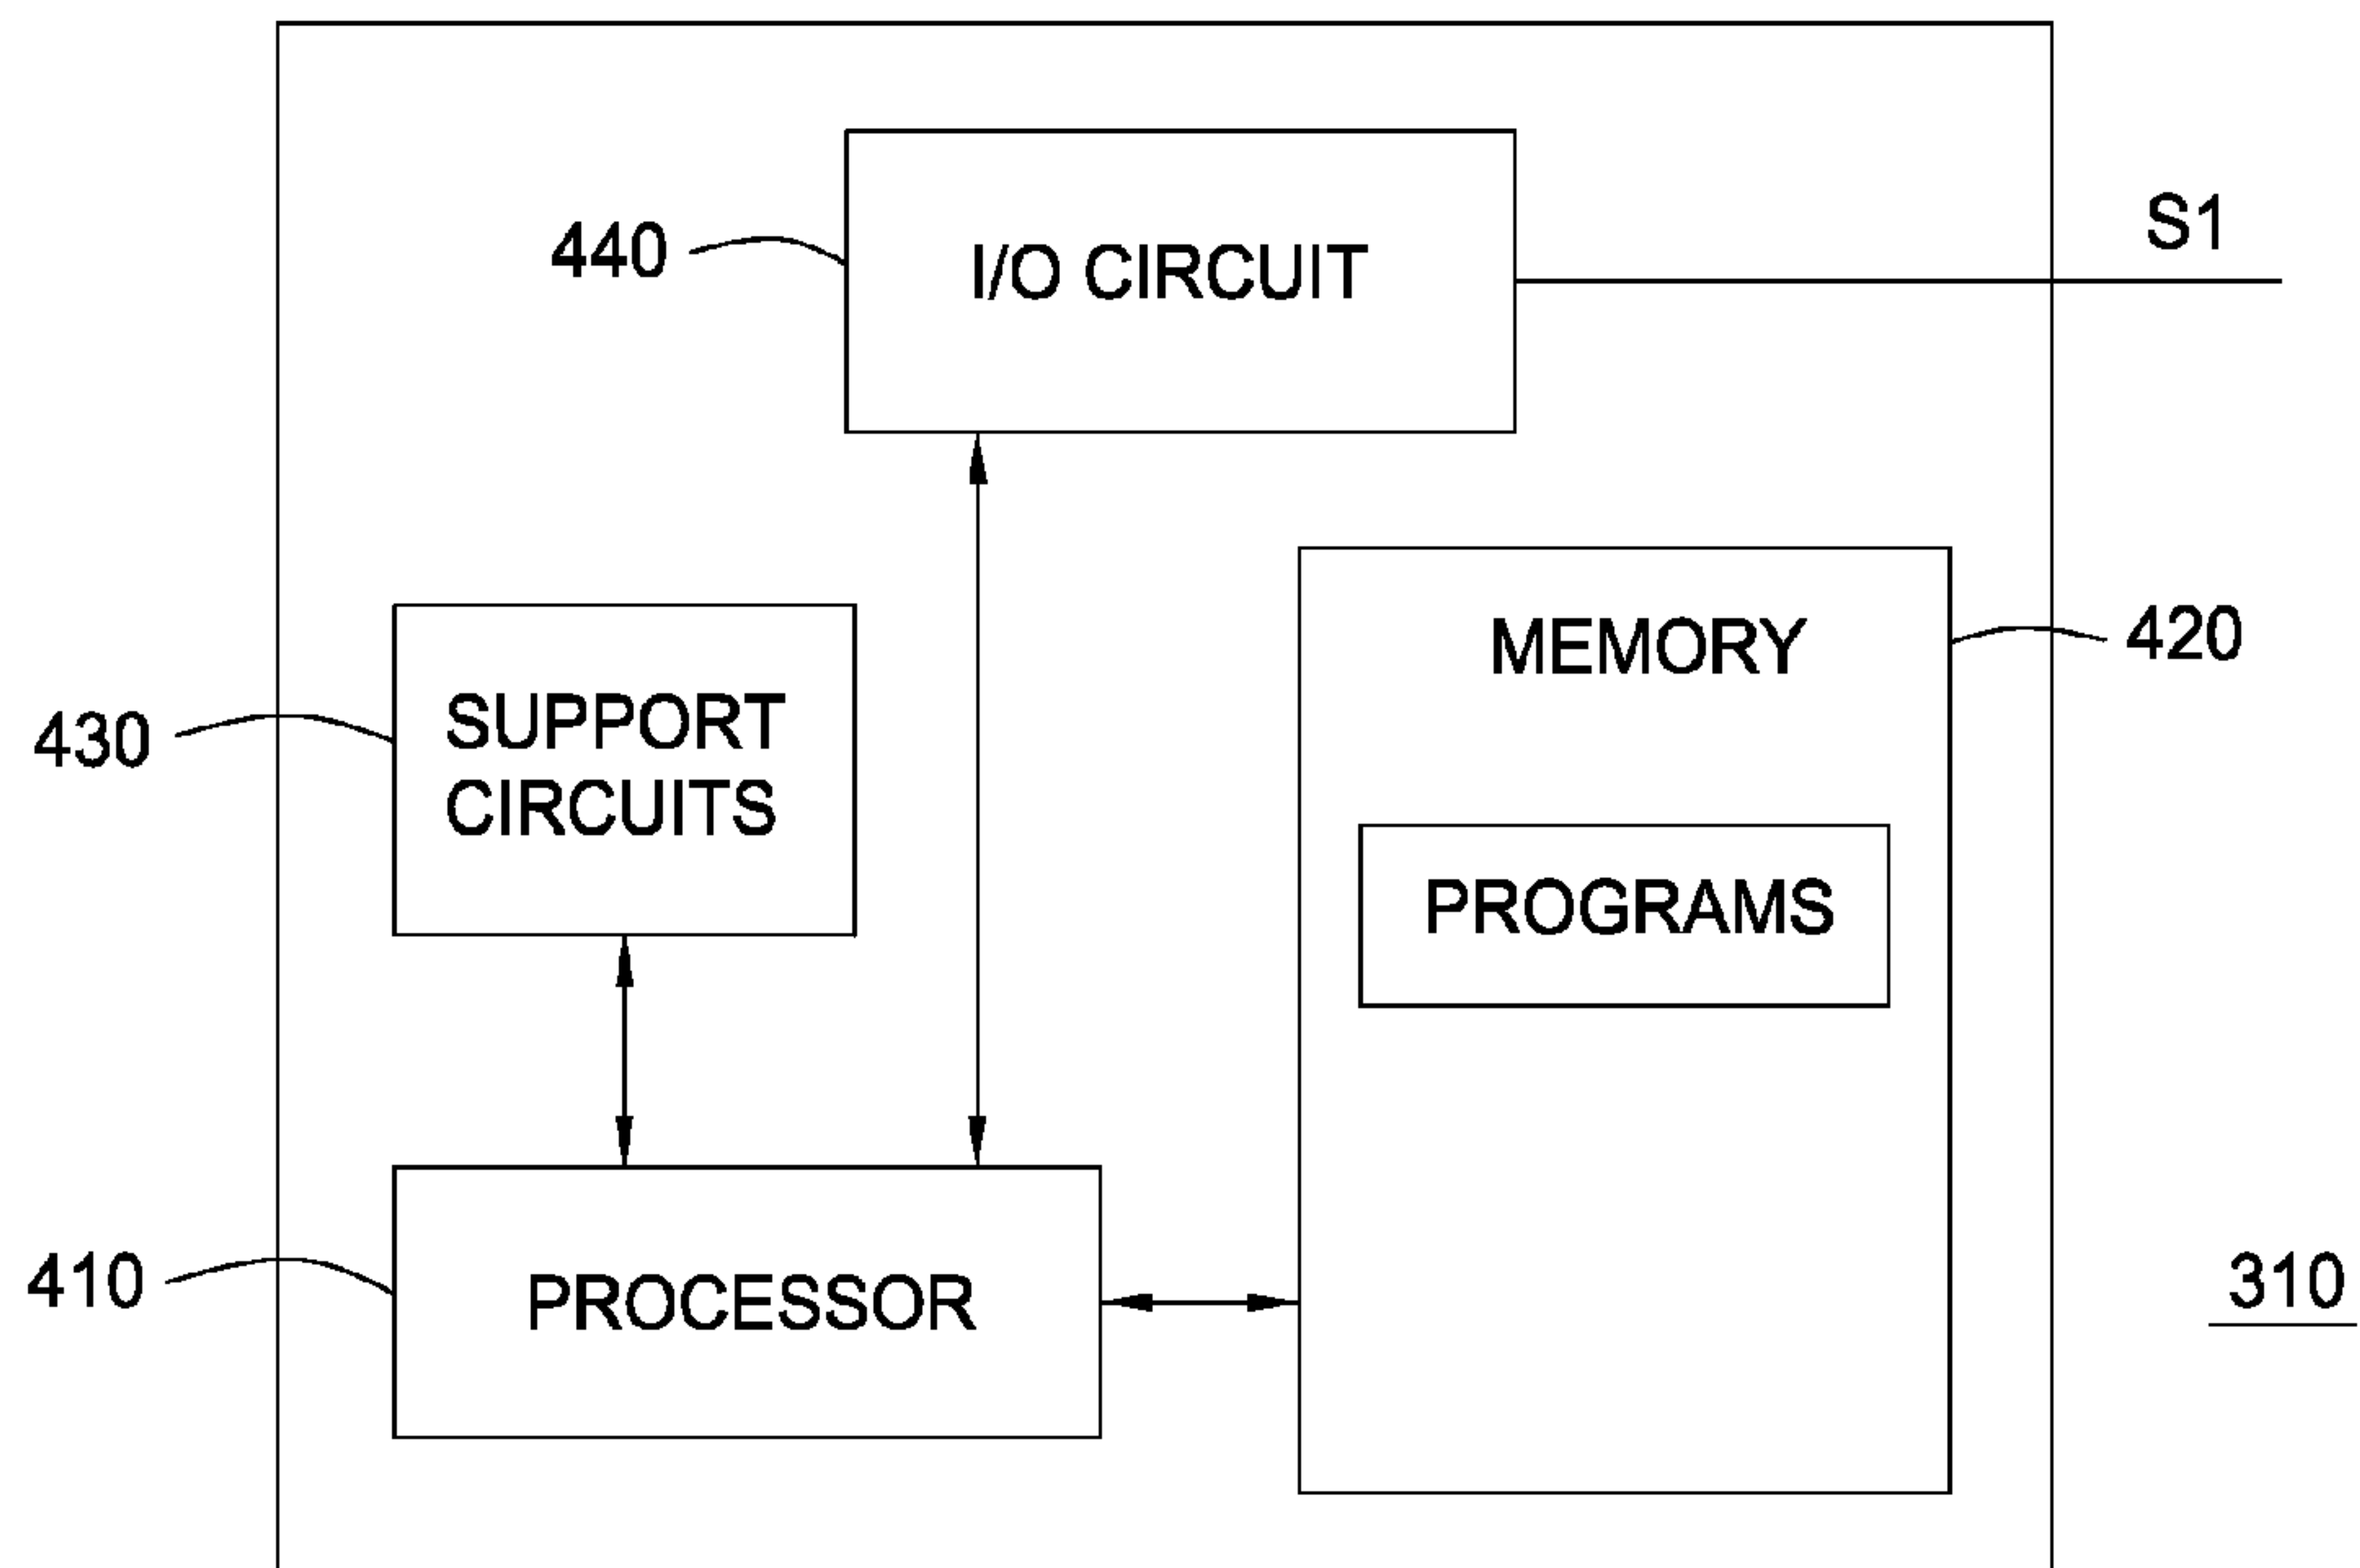 S1
440
I/O CIRCUIT
MEMORY
420
430
SUPPORT
CIRCUITS
PROGRAMS
410
PROCESSOR
310